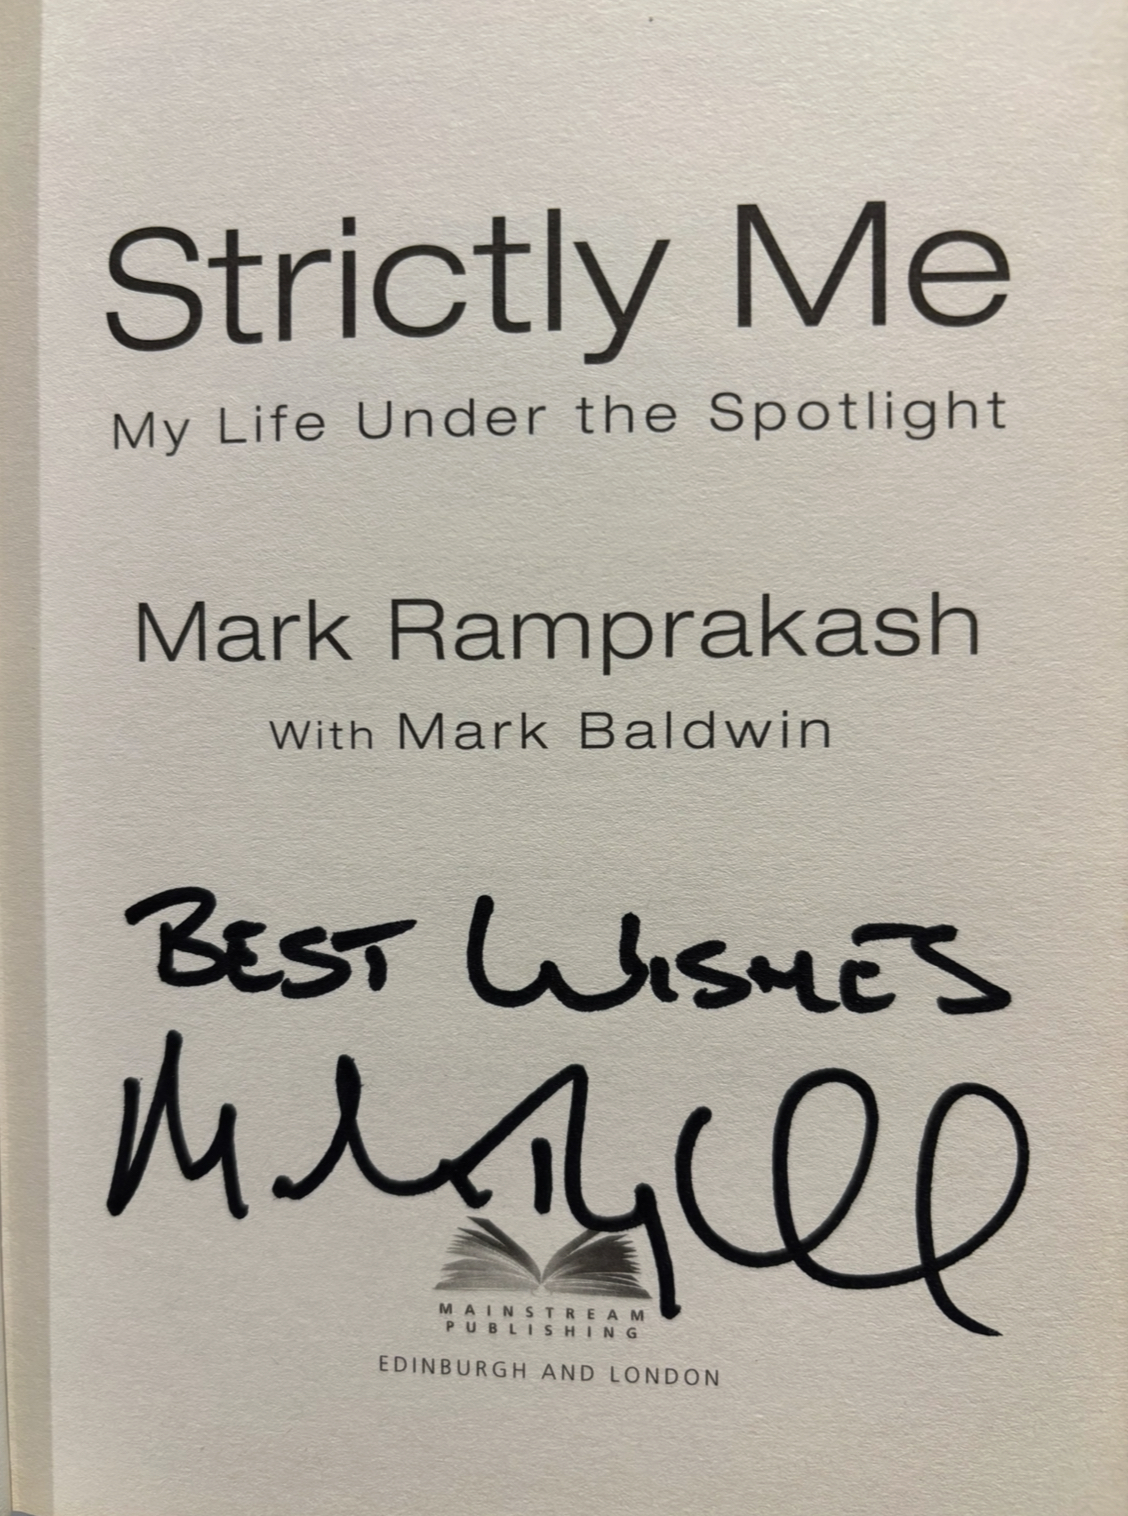 Strictly Me
My Life Under the Spotlight
Mark Ramprakash
With Mark Baldwin
BEST WISHES
MAINSTREAM
PUBLISHING
EDINBURGH AND LONDON